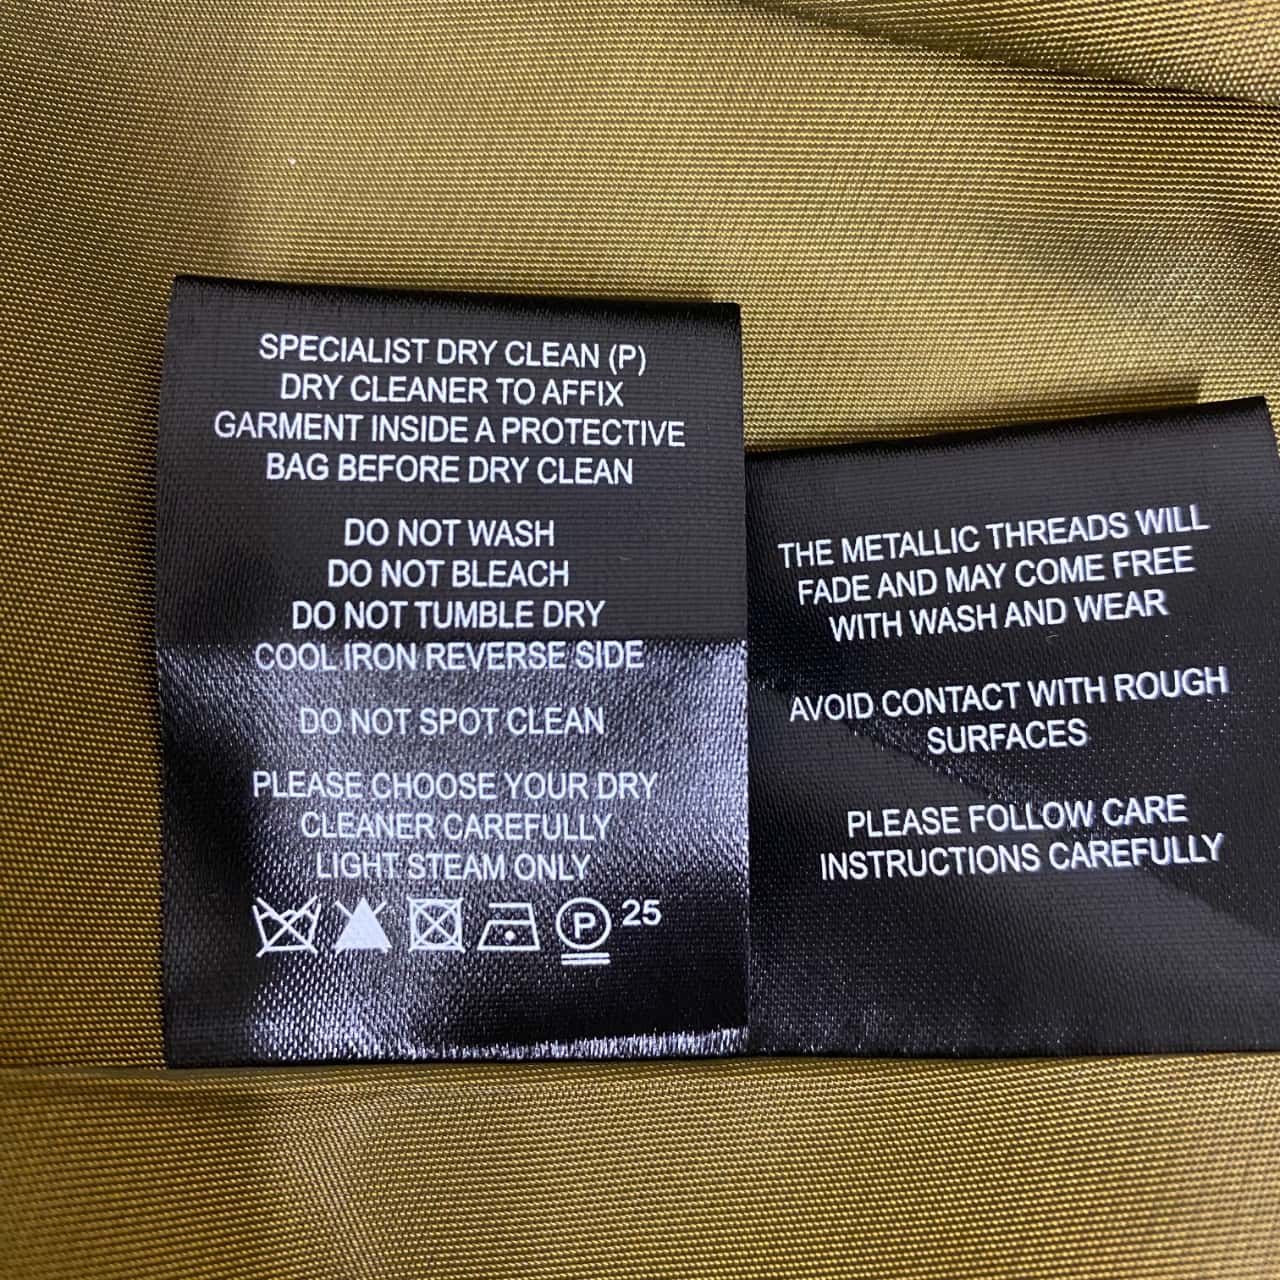 SPECIALIST DRY CLEAN (P)
DRY CLEANER TO AFFIX
GARMENT INSIDE A PROTECTIVE
BAG BEFORE DRY CLEAN
DO NOT WASH
DO NOT BLEACH
DO NOT TUMBLE DRY
COOL IRON REVERSE SIDE
DO NOT SPOT CLEAN
PLEASE CHOOSE YOUR DRY
CLEANER CAREFULLY
LIGHT STEAM ONLY
P 25
THE METALLIC THREADS WILL
FADE AND MAY COME FREE
WITH WASH AND WEAR
AVOID CONTACT WITH ROUGH
SURFACES
PLEASE FOLLOW CARE
INSTRUCTIONS CAREFULLY